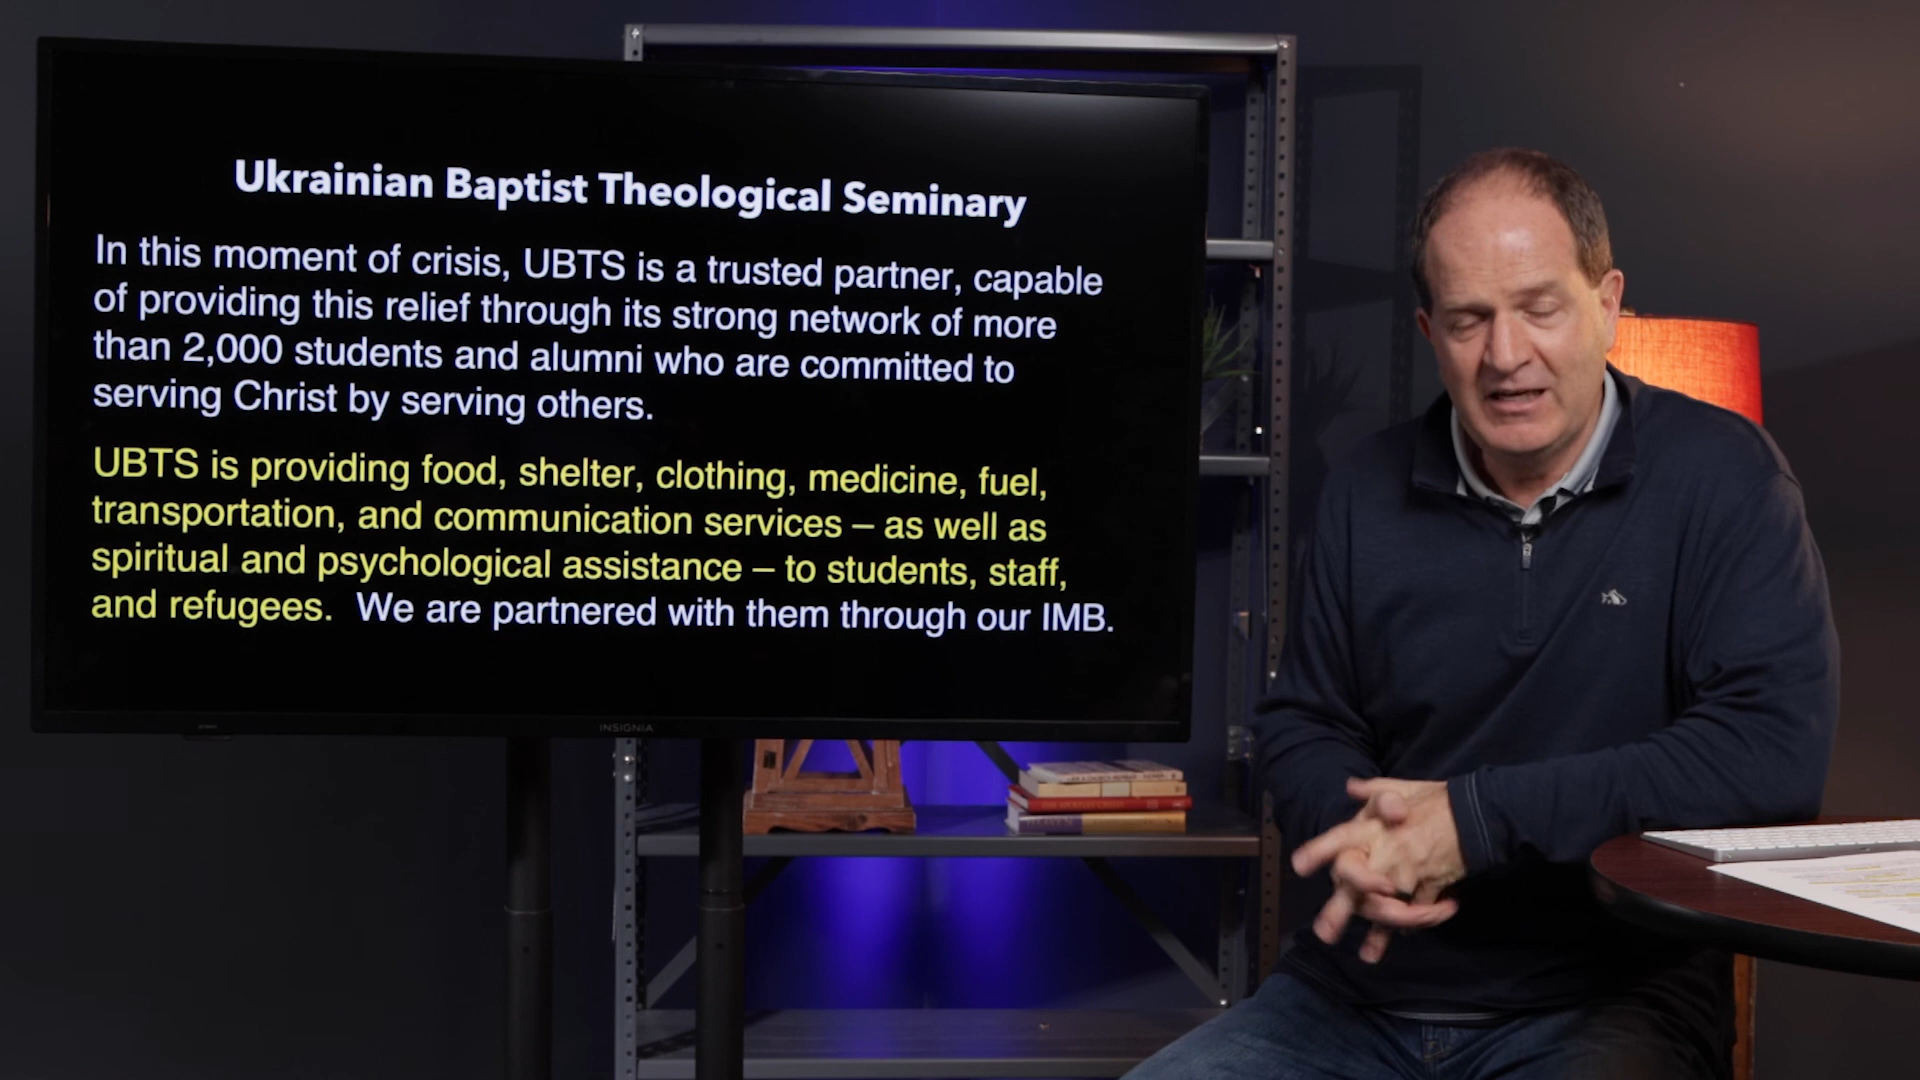 Ukrainian Baptist Theological Seminary
In this moment of crisis, UBTS is a trusted partner, capable
of providing this relief through its strong network of more
than 2,000 students and alumni who are committed to
serving Christ by serving others.
UBTS is providing food, shelter, clothing, medicine, fuel,
transportation, and communication services – as well as
spiritual and psychological assistance – to students, staff,
and refugees. We are partnered with them through our IMB.
INSIGNIA